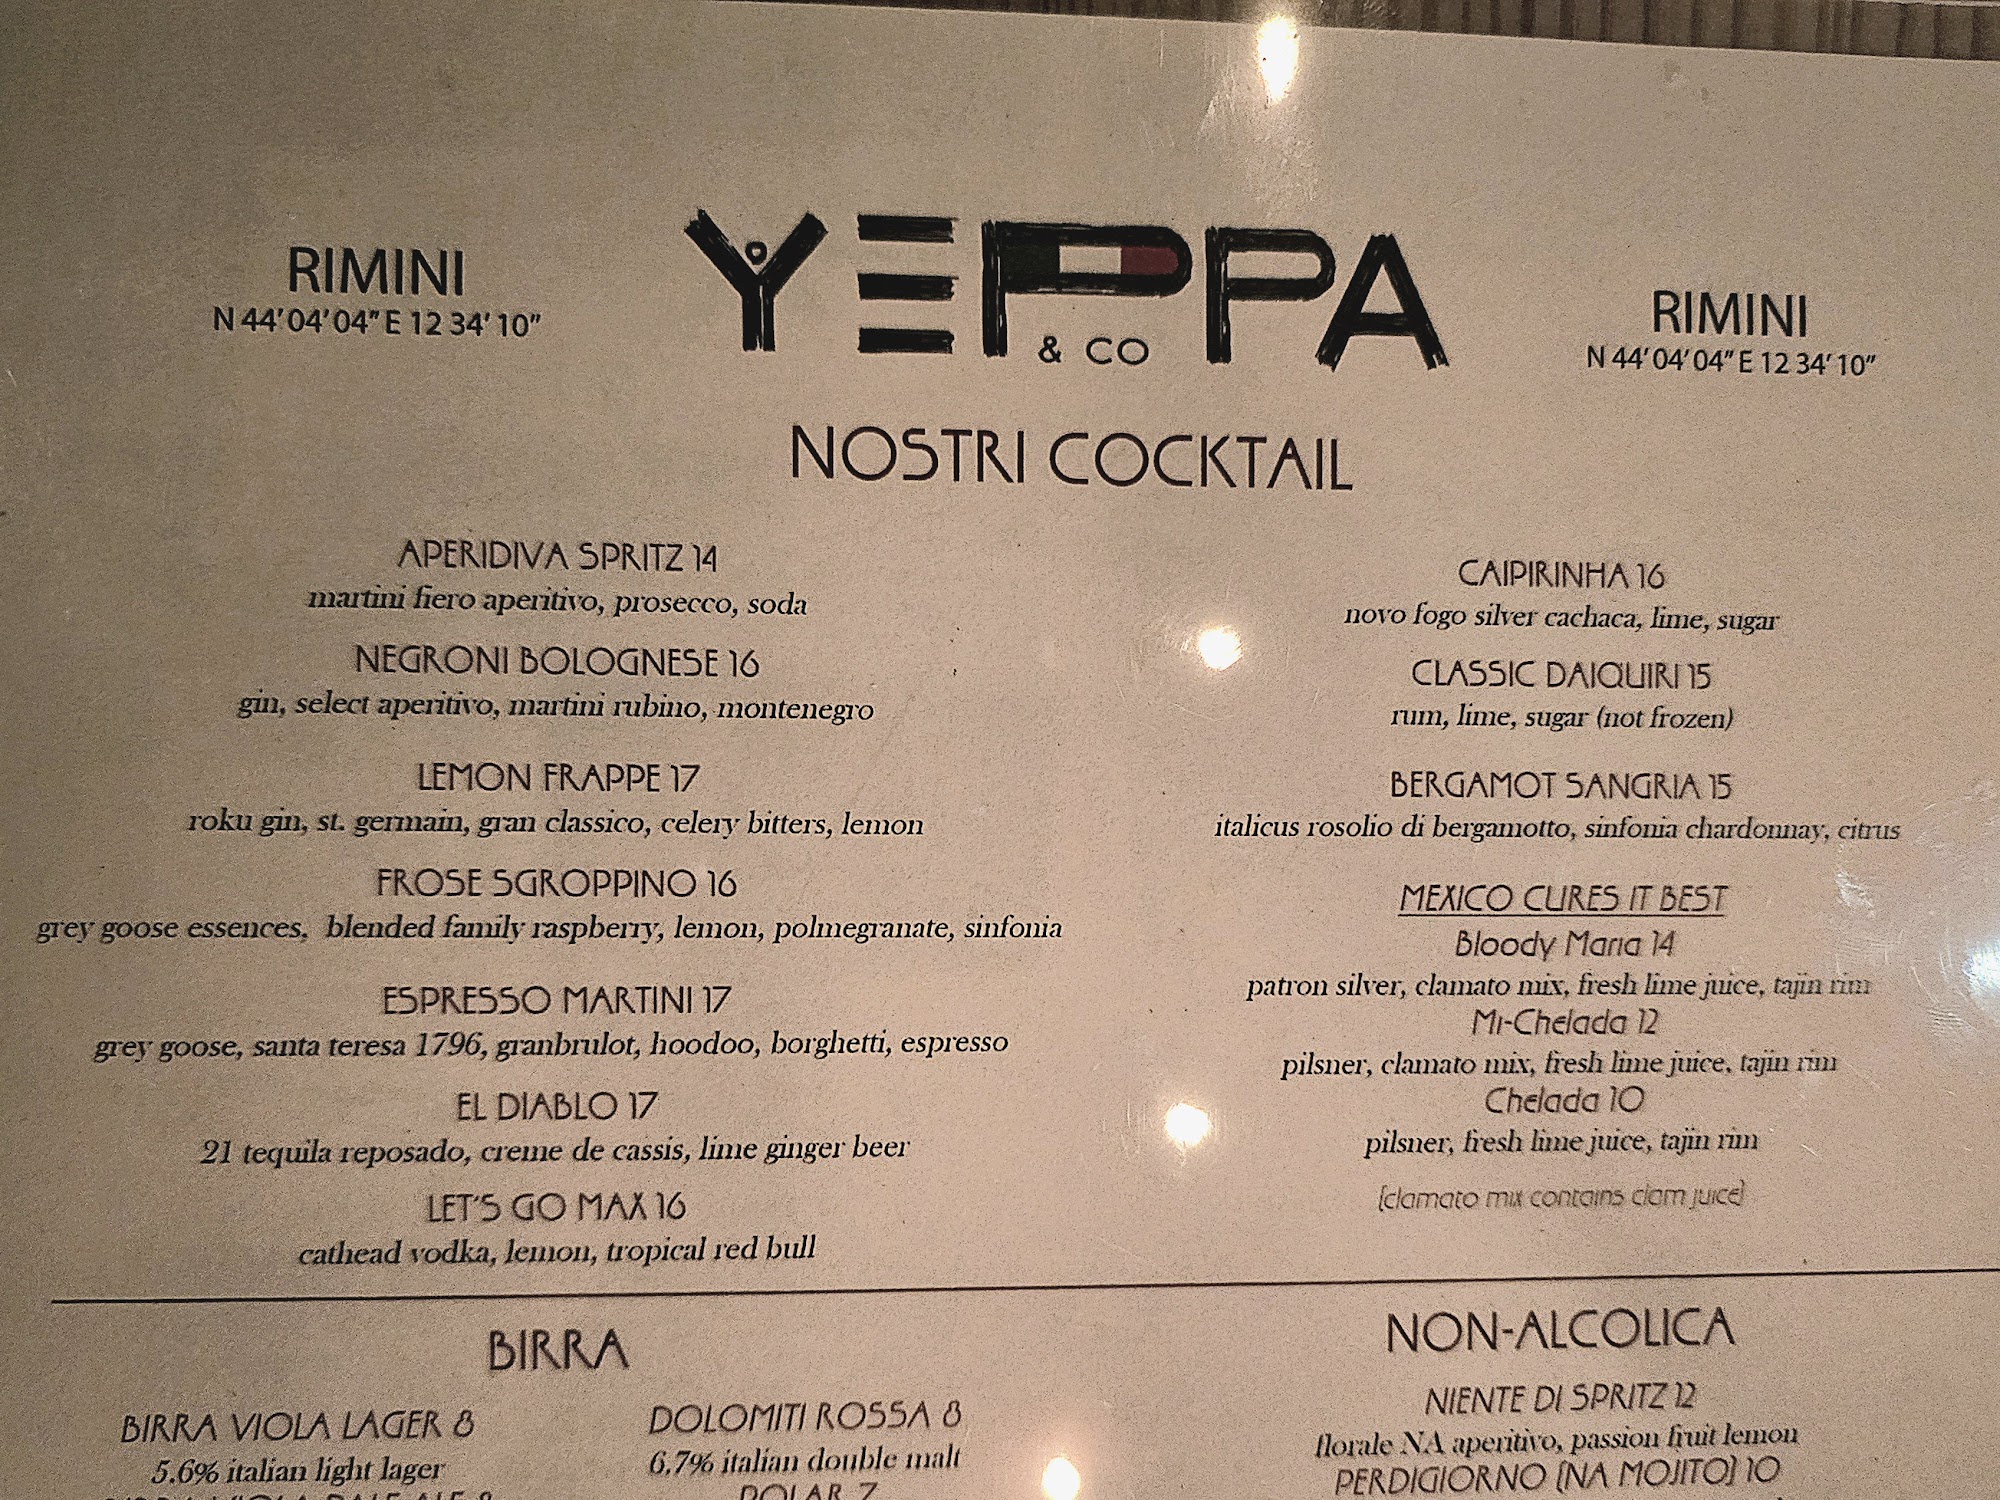 RIMINI
N 44' 04' 04" E 12 34' 10"
YEPPA
& CO
RIMINI
N 44' 04' 04" E 12 34' 10"
NOSTRI COCKTAIL
APERIDIVA SPRITZ 14
martini fiero aperitivo, prosecco, soda
NEGRONI BOLOGNESE 16
gin, select aperitivo, martini rubino, montenegro
LEMON FRAPPE 17
roku gin, st. germain, gran classico, celery bitters, lemon
FROSE SGROPPINO 16
grey goose essences, blended family raspberry, lemon, polmegranate, sinfonia
ESPRESSO MARTINI 17
grey goose, santa teresa 1796, granbrulot, hoodoo, borghetti, espresso
EL DIABLO 17
21 tequila reposado, creme de cassis, lime ginger beer
LET'S GO MAX 16
cathead vodka, lemon, tropical red bull
CAIPIRINHA 16
novo fogo silver cachaca, lime, sugar
CLASSIC DAIQUIRI 15
rum, lime, sugar (not frozen)
BERGAMOT SANGRIA 15
italicus rosolio di bergamotto, sinfonia chardonnay, citrus
MEXICO CURES IT BEST
Bloody Maria 14
patron silver, clamato mix, fresh lime juice, tajin rim
Mi-Chelada 12
pilsner, clamato mix, fresh lime juice, tajin rim
Chelada 10
pilsner, fresh lime juice, tajin rim
(clamato mix contains clam juice)
BIRRA
BIRRA VIOLA LAGER 8
5.6% italian light lager
BIRRA VIOLA PALE ALE 8
DOLOMITI ROSSA 8
6.7% italian double malt
POLAR 7
NON-ALCOLICA
NIENTE DI SPRITZ 12
florale NA aperitivo, passion fruit lemon
PERDIGIORNO (NA MOJITO) 10